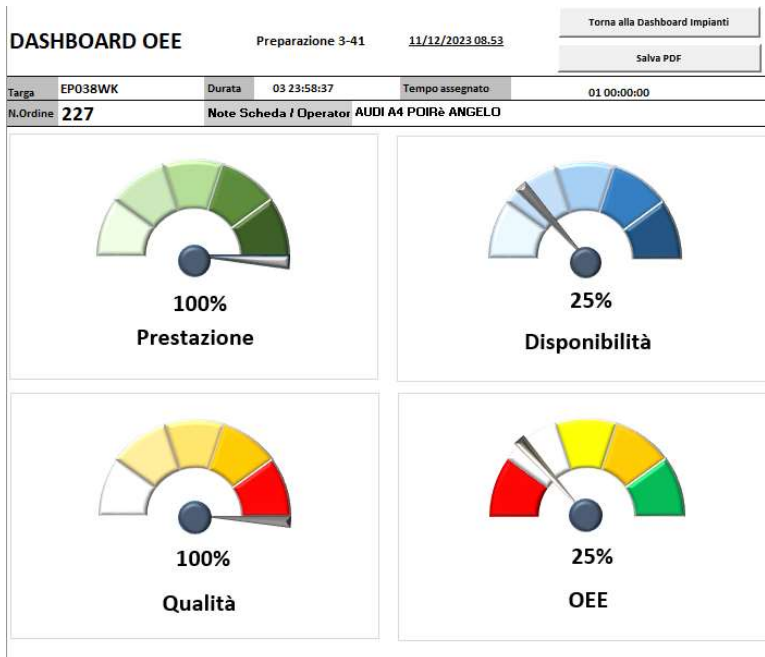 Torna alla Dashboard Impianti
DASHBOARD OEE Preparazione 3-41 11/12/2023 08.53
Salva PDF
Targa EP038WK Durata 03 23:58:37 Tempo assegnato 01 00:00:00
N.Ordine 227 Note Scheda / Operator AUDI A4 POIRè ANGELO
100% 25%
Prestazione Disponibilità
100% 25%
Qualità OEE